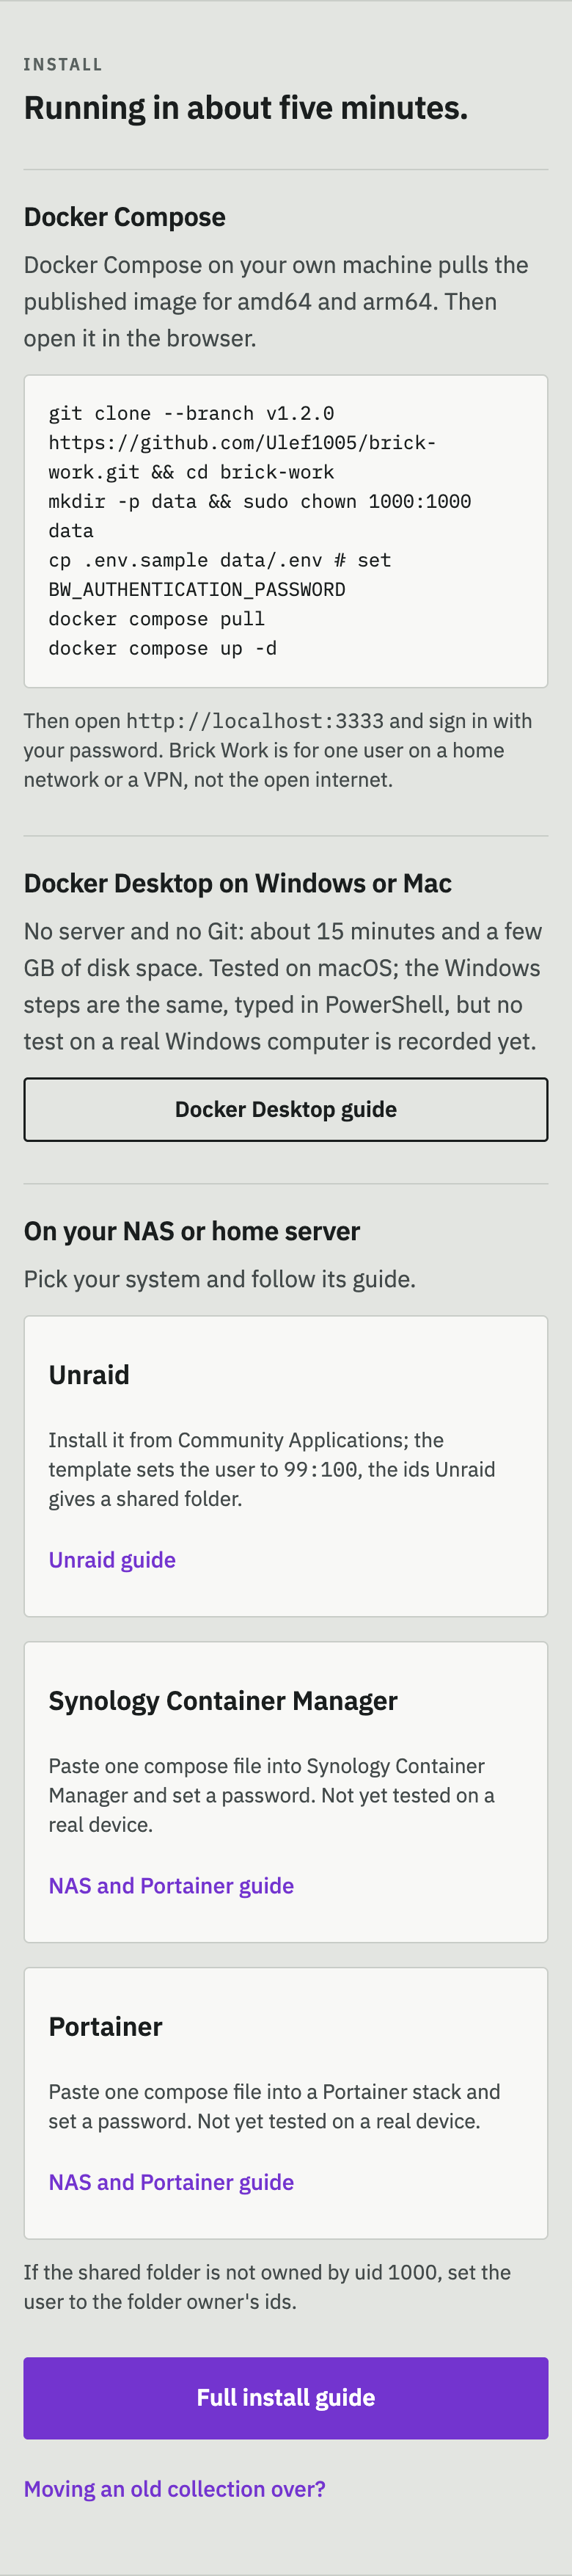 INSTALL
Running in about five minutes.
Docker Compose
Docker Compose on your own machine pulls the
published image for amd64 and arm64. Then
open it in the browser.
git clone --branch v1.2.0
https://github.com/Ulef1005/brick-
work.git && cd brick-work
mkdir -p data && sudo chown 1000:1000
data
cp .env.sample data/.env # set
BW_AUTHENTICATION_PASSWORD
docker compose pull
docker compose up -d
Then open http://localhost:3333 and sign in with
your password. Brick Work is for one user on a home
network or a VPN, not the open internet.
Docker Desktop on Windows or Mac
No server and no Git: about 15 minutes and a few
GB of disk space. Tested on macOS; the Windows
steps are the same, typed in PowerShell, but no
test on a real Windows computer is recorded yet.
Docker Desktop guide
On your NAS or home server
Pick your system and follow its guide.
Unraid
Install it from Community Applications; the
template sets the user to 99:100, the ids Unraid
gives a shared folder.
Unraid guide
Synology Container Manager
Paste one compose file into Synology Container
Manager and set a password. Not yet tested on a
real device.
NAS and Portainer guide
Portainer
Paste one compose file into a Portainer stack and
set a password. Not yet tested on a real device.
NAS and Portainer guide
If the shared folder is not owned by uid 1000, set the
user to the folder owner's ids.
Full install guide
Moving an old collection over?